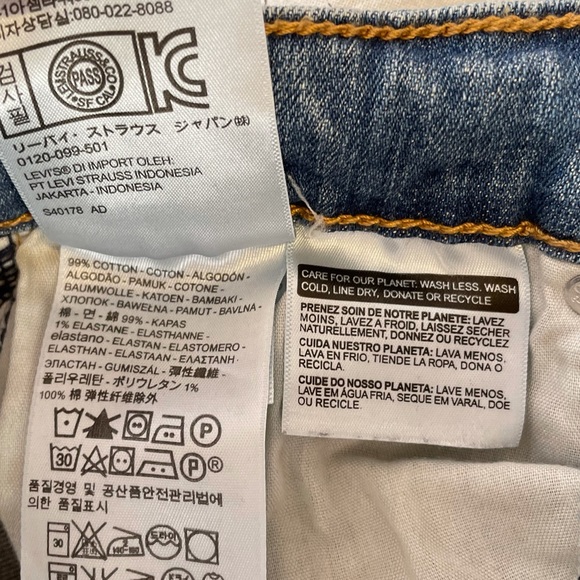 자상담실:080-022-8088
검사필
LEVI STRAUSS & CO
PASS
S.F. CAL
リーバイ・ストラウス ジャパン㈱
0120-099-501
LEVI'S® DI IMPORT OLEH:
PT LEVI STRAUSS INDONESIA
JAKARTA - INDONESIA
S40178 AD
99% COTTON - COTON - ALGODÓN -
ALGODÃO - PAMUK - COTONE -
BAUMWOLLE - KATOEN - BAMBAKI -
ХЛОПОК - BAWEŁNA - PAMUT - BAVLNA -
棉 - 면 - 綿 99% - KAPAS
1% ELASTANE - ELASTHANNE -
elastano - ELASTAN - ELASTOMERO -
ELASTHAN - ELASTAAN - ΕΛΑΣΤΑΝΗ -
ЭЛАСТАН - GUMISZÁL - 彈性纖維 -
폴리우레탄 - ポリウレタン 1%
100% 棉 弹性纤维除外
P
30 P®
품질경영 및 공산품안전관리법에
의한 품질표시
30 140~160 드라이
CARE FOR OUR PLANET: WASH LESS, WASH
COLD, LINE DRY, DONATE OR RECYCLE
PRENEZ SOIN DE NOTRE PLANETE: LAVEZ
MOINS, LAVEZ A FROID, LAISSEZ SECHER
NATURELLEMENT, DONNEZ OU RECYCLEZ
CUIDA NUESTRO PLANETA: LAVA MENOS,
LAVA EN FRIO, TIENDE LA ROPA, DONA O
RECICLA.
CUIDE DO NOSSO PLANETA: LAVE MENOS,
LAVE EM ÁGUA FRIA, SEQUE EM VARAL, DOE
OU RECICLE.